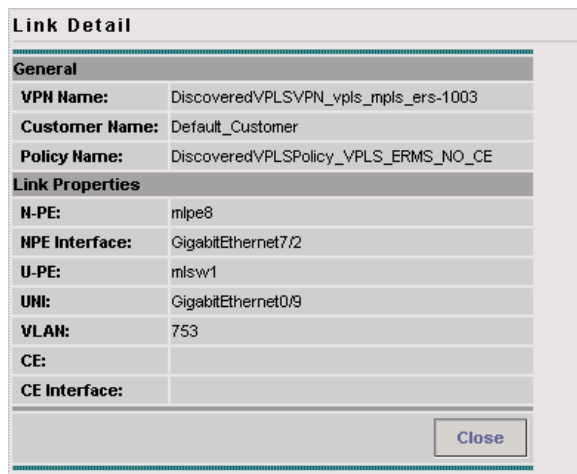 Link Detail
General
VPN Name: DiscoveredVPLSVPN_vpls_mpls_ers-1003
Customer Name: Default_Customer
Policy Name: DiscoveredVPLSPolicy_VPLS_ERMS_NO_CE
Link Properties
N-PE: mlpe8
NPE Interface: GigabitEthernet7/2
U-PE: mlsw1
UNI: GigabitEthernet0/9
VLAN: 753
CE:
CE Interface:
Close